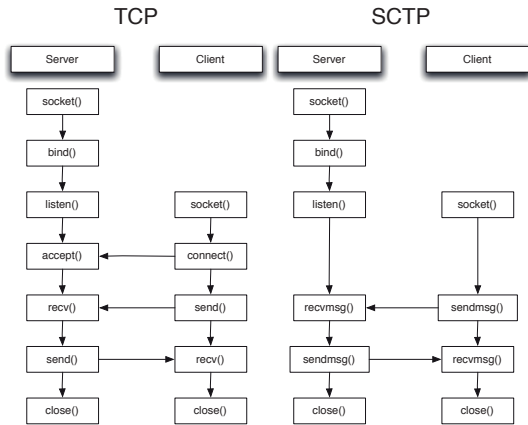 TCP SCTP
Server Client Server Client
socket() socket()
bind() bind()
listen() socket() listen() socket()
accept() connect()
recv() send() recvmsg() sendmsg()
send() recv() sendmsg() recvmsg()
close() close() close() close()